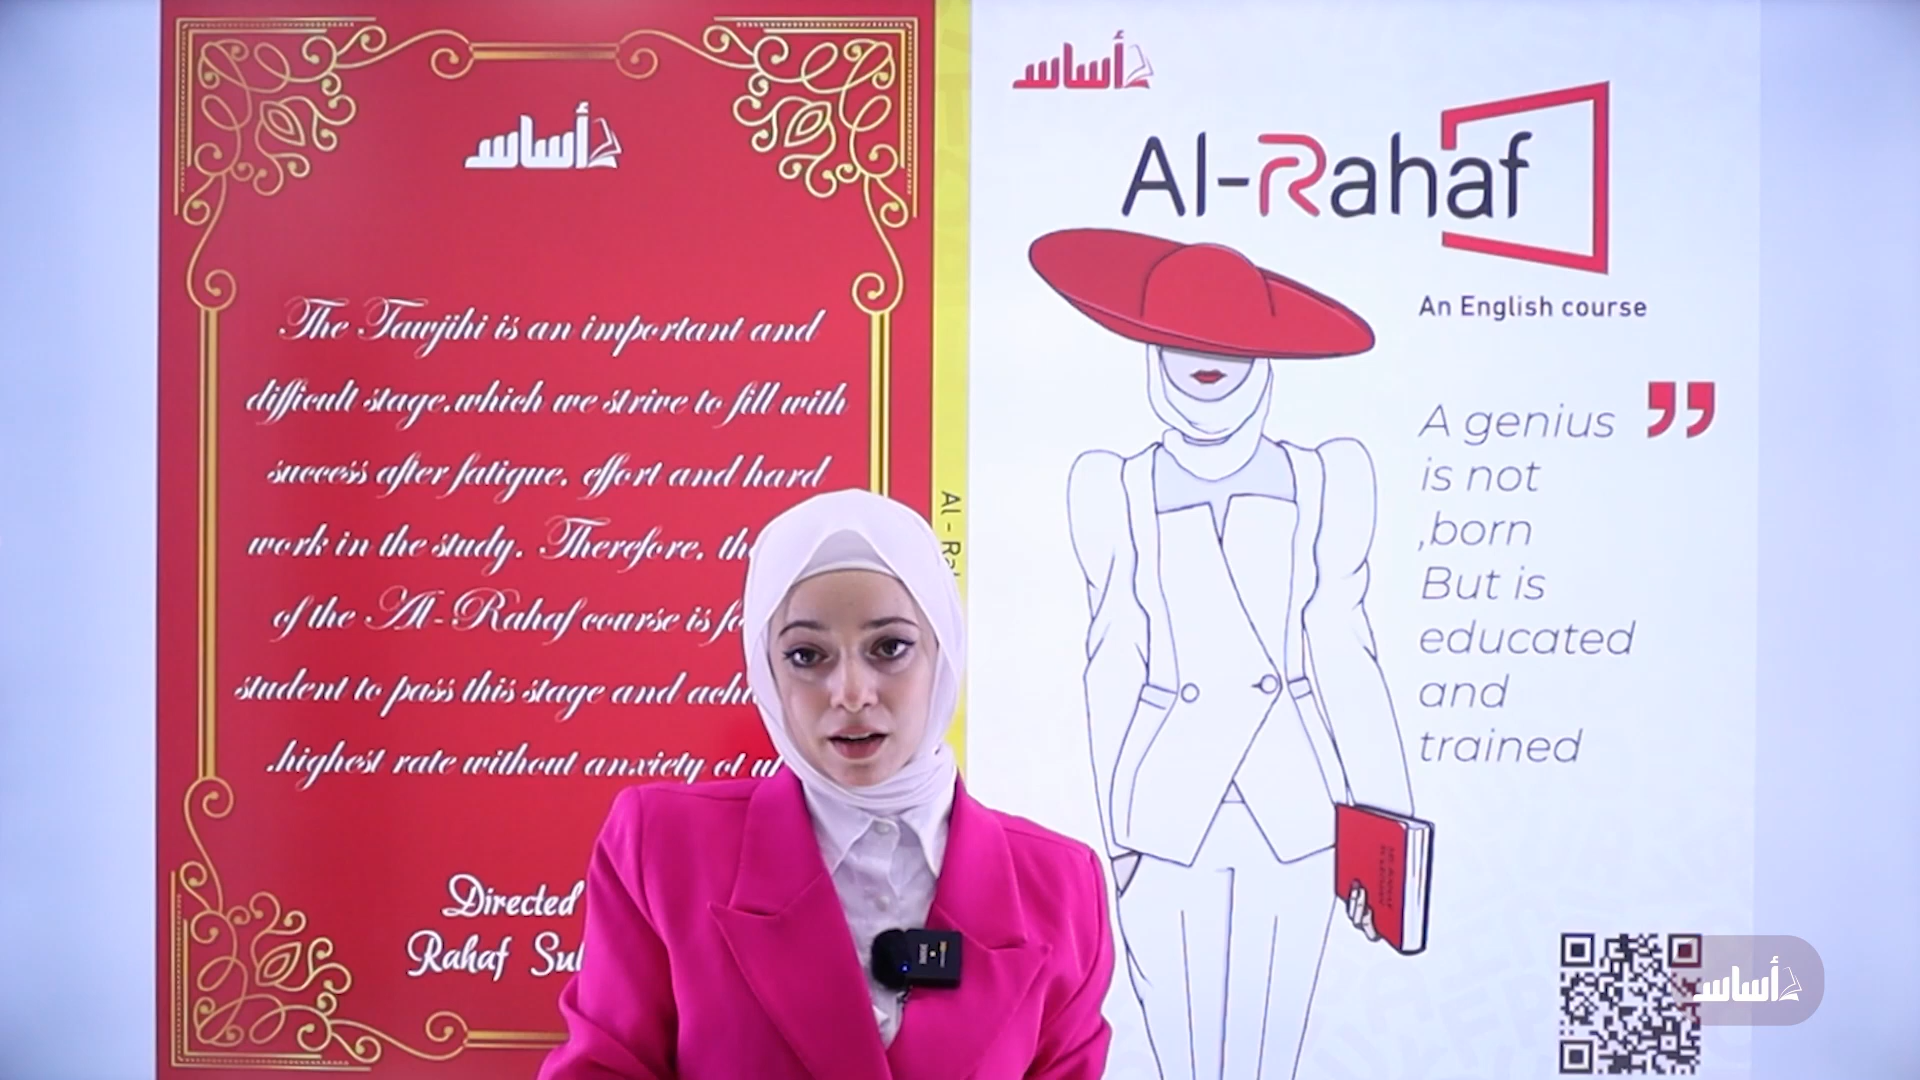 أساس
The Tawjihi is an important and
difficult stage.which we strive to fill with
success after fatigue. effort and hard
work in the study. Therefore,
of the Al-Rahaf course is
student to pass this stage and
.highest rate without anxiety
Directed
Rahaf
Al - 
أساس
Al-Rahaf
An English course
A genius ”
is not
,born
But is
educated
and
trained
أساس